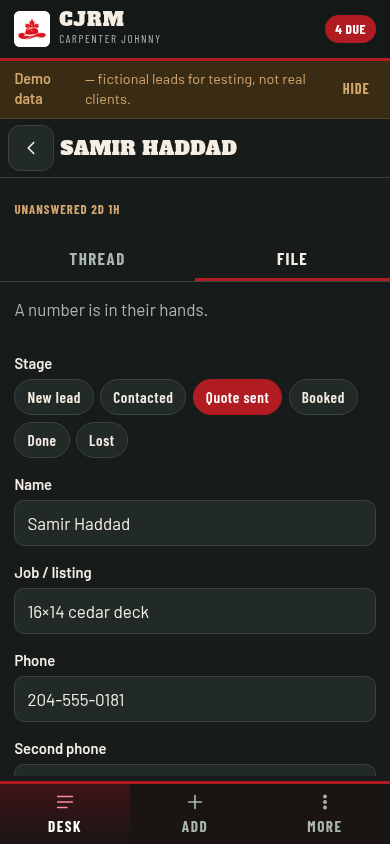 CJRM
CARPENTER JOHNNY
4 DUE
Demo data — fictional leads for testing, not real clients.
HIDE
SAMIR HADDAD
UNANSWERED 2D 1H
THREAD FILE
A number is in their hands.
Stage
New lead Contacted Quote sent Booked
Done Lost
Name
Samir Haddad
Job / listing
16×14 cedar deck
Phone
204-555-0181
Second phone
DESK ADD MORE